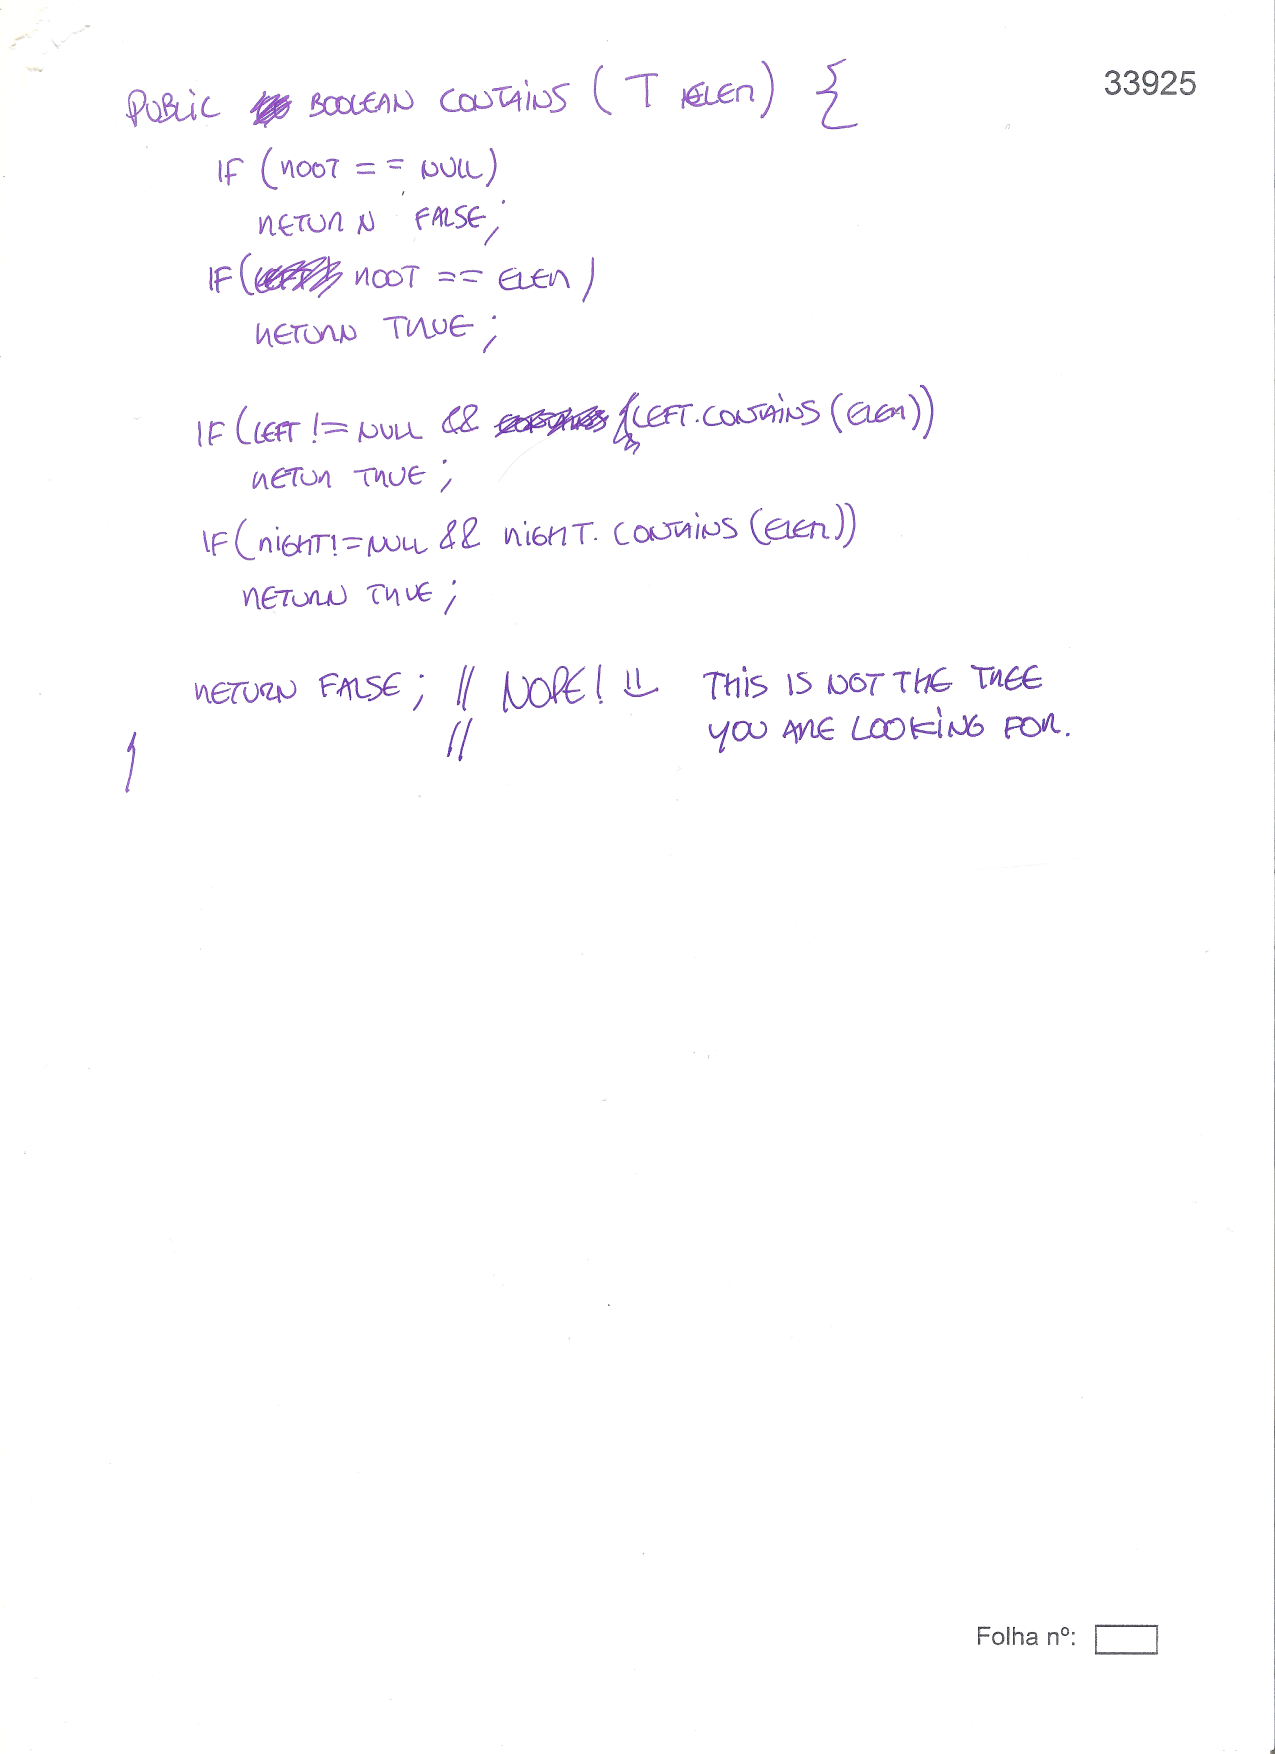 33925
PUBLIC BOOLEAN CONTAINS (T ELEM) {
IF (ROOT == NULL)
RETURN FALSE;
IF( ROOT == ELEM)
RETURN TRUE;
IF(LEFT != NULL && LEFT.CONTAINS(ELEM))
RETUR TRUE;
IF(RIGHT!=NULL && RIGHT.CONTAINS(ELEM))
RETURN TRUE;
RETURN FALSE; // NOPE! THIS IS NOT THE TREE
// YOU ARE LOOKING FOR.
}
Folha nº: